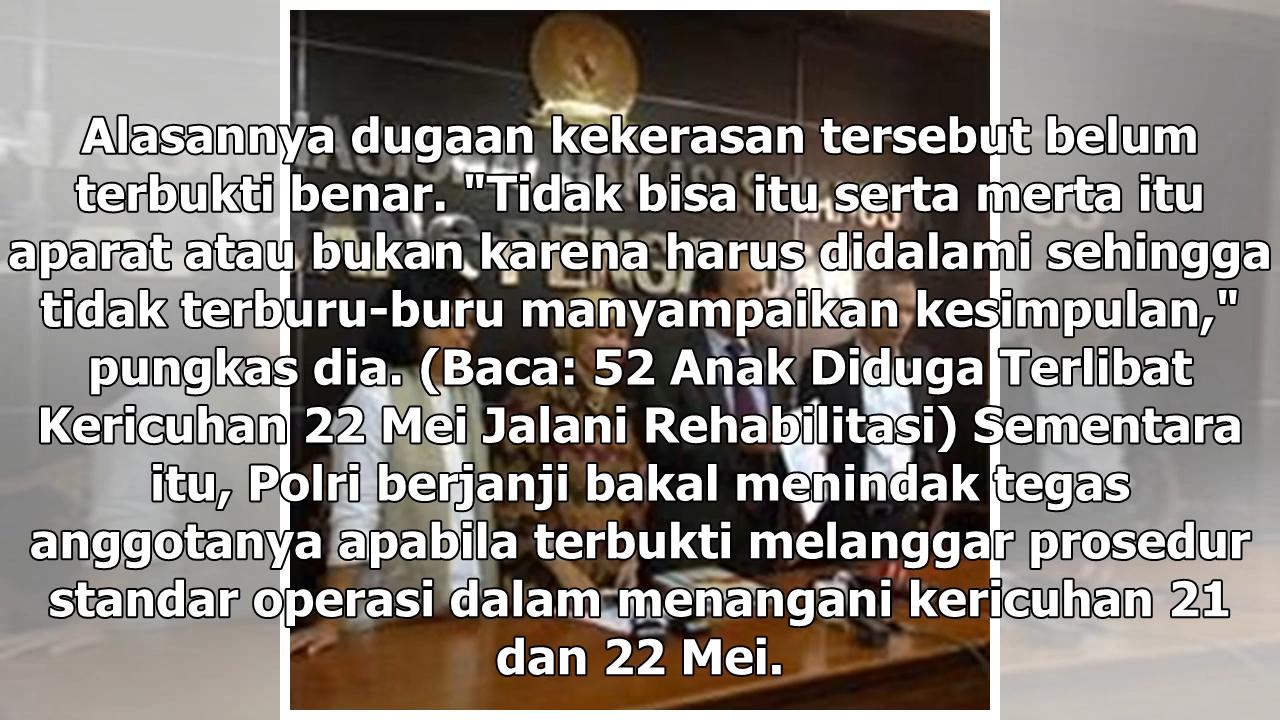 Alasannya dugaan kekerasan tersebut belum
terbukti benar. "Tidak bisa itu serta merta itu
aparat atau bukan karena harus didalami sehingga
tidak terburu-buru manyampaikan kesimpulan,"
pungkas dia. (Baca: 52 Anak Diduga Terlibat
Kericuhan 22 Mei Jalani Rehabilitasi) Sementara
itu, Polri berjanji bakal menindak tegas
anggotanya apabila terbukti melanggar prosedur
standar operasi dalam menangani kericuhan 21
dan 22 Mei.